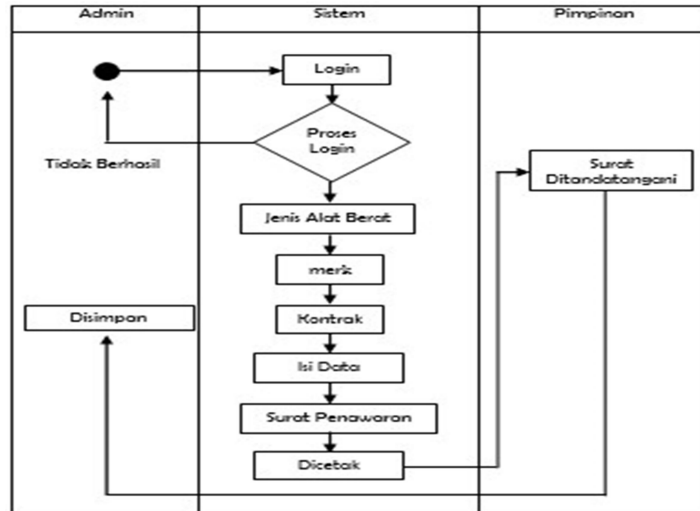 Admin
Sistem
Pimpinan
Login
Proses
Login
Tidak Berhasil
Surat
Ditandatangani
Jenis Alat Berat
merk
Disimpan
Kontrak
Isi Data
Surat Penawaran
Dicetak